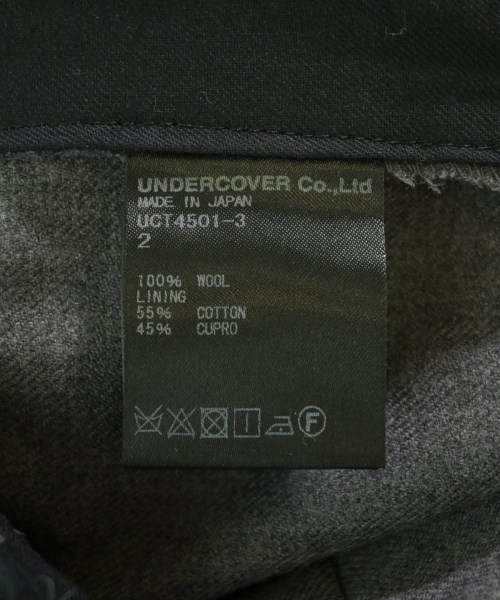 UNDERCOVER Co.,Ltd
MADE IN JAPAN
UCT4501-3
2
100% WOOL
LINING
55% COTTON
45% CUPRO
F